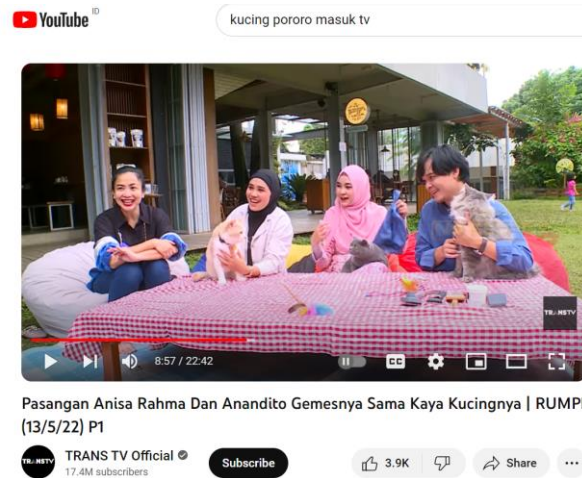 YouTube ID
kucing pororo masuk tv
TRANSTV
8:57 / 22:42
CC
Pasangan Anisa Rahma Dan Anandito Gemesnya Sama Kaya Kucingnya | RUMPI
(13/5/22) P1
TRANSTV
TRANS TV Official
17.4M subscribers
Subscribe
3.9K
Share